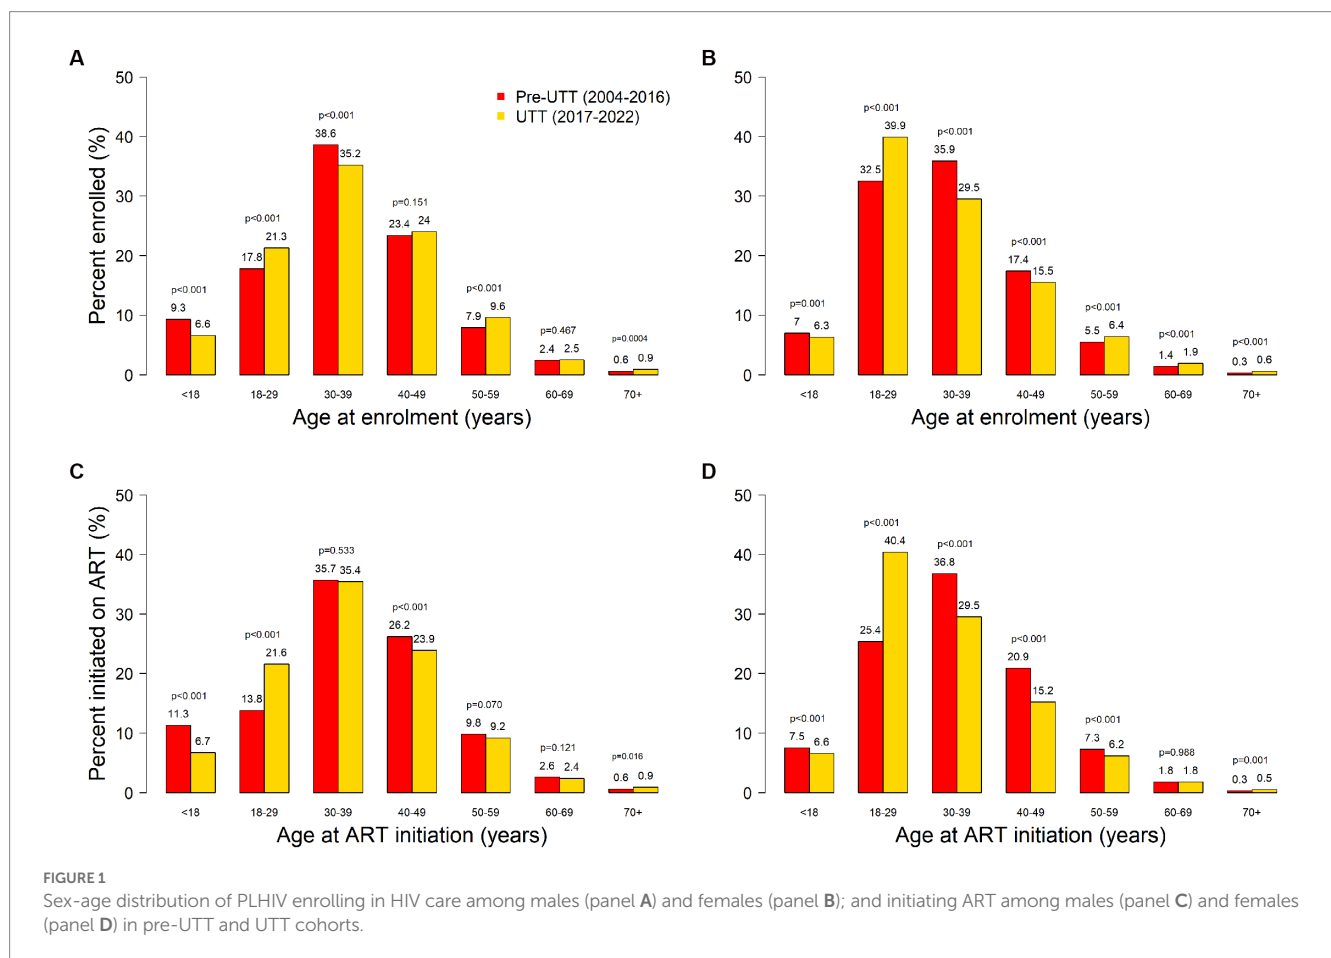 A
Percent enrolled (%)
50
40
30
20
10
0
Pre-UTT (2004-2016)
UTT (2017-2022)
p<0.001
9.3
6.6
p<0.001
17.8
21.3
p<0.001
38.6
35.2
p=0.151
23.4
24
p<0.001
7.9
9.6
p=0.467
2.4
2.5
p=0.0004
0.6
0.9
<18
18-29
30-39
40-49
50-59
60-69
70+
Age at enrolment (years)
B
50
40
30
20
10
0
p=0.001
7
6.3
p<0.001
32.5
39.9
p<0.001
35.9
29.5
p<0.001
17.4
15.5
p<0.001
5.5
6.4
p<0.001
1.4
1.9
p<0.001
0.3
0.6
<18
18-29
30-39
40-49
50-59
60-69
70+
Age at enrolment (years)
C
Percent initiated on ART (%)
50
40
30
20
10
0
p<0.001
11.3
6.7
p<0.001
13.8
21.6
p=0.533
35.7
35.4
p<0.001
26.2
23.9
p=0.070
9.8
9.2
p=0.121
2.6
2.4
p=0.016
0.6
0.9
<18
18-29
30-39
40-49
50-59
60-69
70+
Age at ART initiation (years)
D
50
40
30
20
10
0
p<0.001
7.5
6.6
p<0.001
25.4
40.4
p<0.001
36.8
29.5
p<0.001
20.9
15.2
p<0.001
7.3
6.2
p=0.988
1.8
1.8
p=0.001
0.3
0.5
<18
18-29
30-39
40-49
50-59
60-69
70+
Age at ART initiation (years)
FIGURE 1
Sex-age distribution of PLHIV enrolling in HIV care among males (panel A) and females (panel B); and initiating ART among males (panel C) and females
(panel D) in pre-UTT and UTT cohorts.